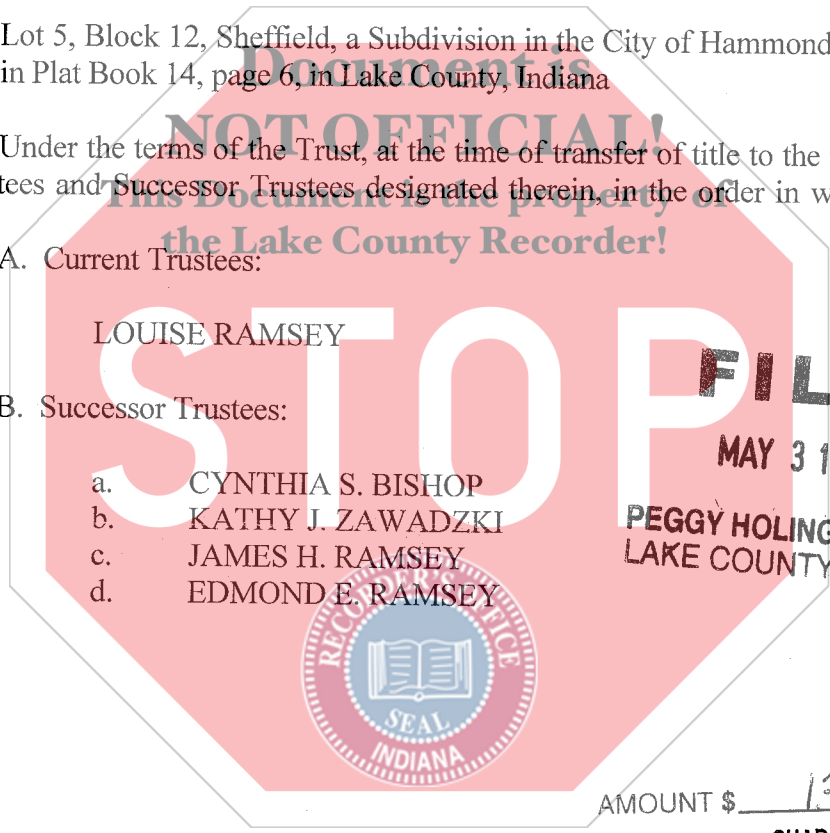 Lot 5, Block 12, Sheffield, a Subdivision in the City of Hammond
in Plat Book 14, page 6, in Lake County, Indiana
Document is
NOT OFFICIAL!
Under the terms of the Trust, at the time of transfer of title to the
tees and Successor Trustees designated therein, in the order in w
This Document is the property of
the Lake County Recorder!
A. Current Trustees:
LOUISE RAMSEY
STOP
FIL
B. Successor Trustees:
MAY 31
a. CYNTHIA S. BISHOP
b. KATHY J. ZAWADZKI
c. JAMES H. RAMSEY
d. EDMOND E. RAMSEY
PEGGY HOLING
LAKE COUNTY
RECORDER'S OFFICE
SEAL
INDIANA
AMOUNT $